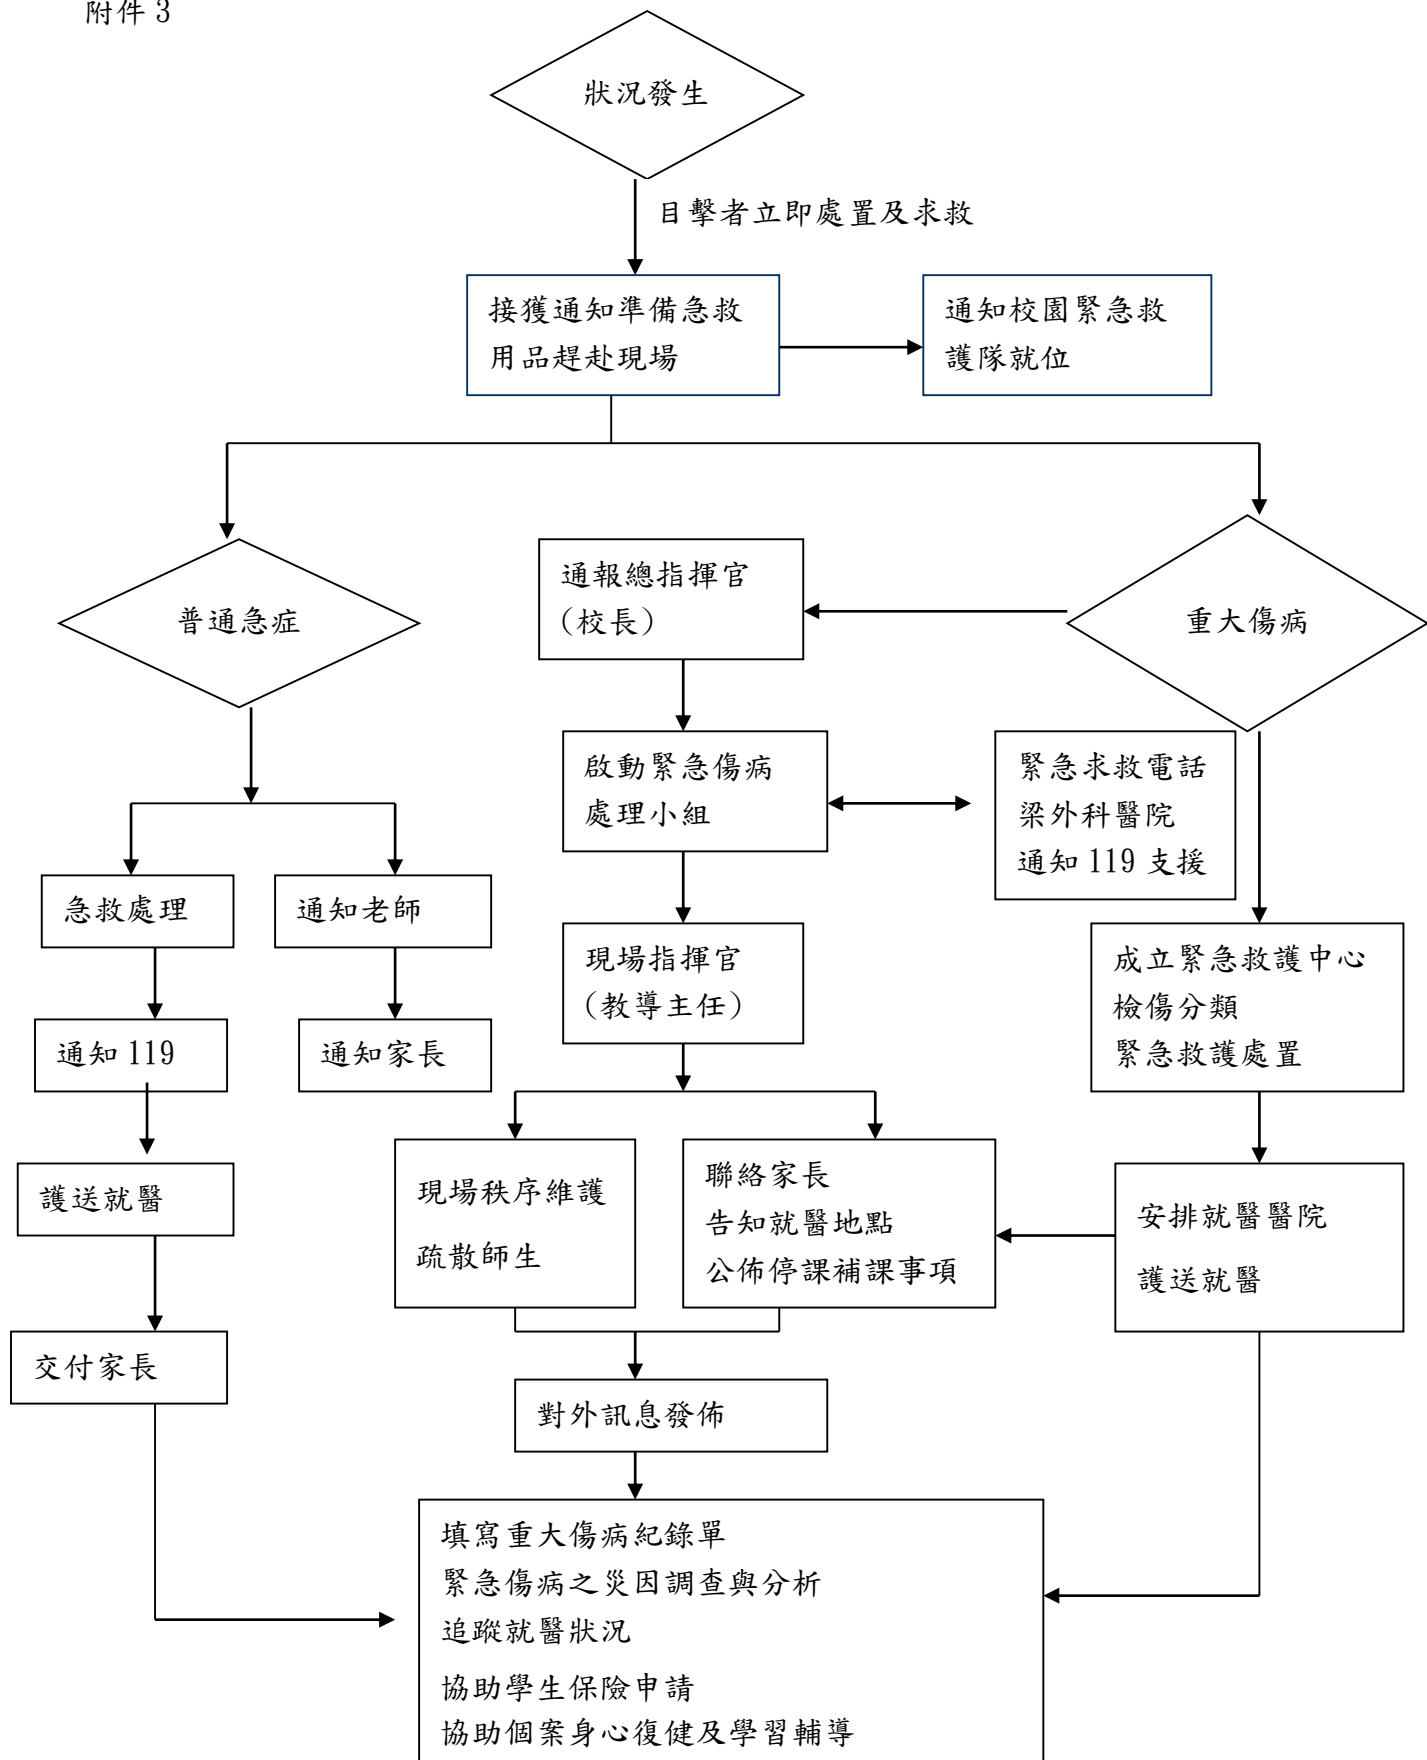 附件 3
狀況發生
目擊者立即處置及求救
接獲通知準備急救
用品趕赴現場
通知校園緊急救
護隊就位
普通急症
通報總指揮官
(校長)
重大傷病
啟動緊急傷病
處理小組
緊急求救電話
梁外科醫院
通知 119 支援
急救處理
通知老師
現場指揮官
(教導主任)
成立緊急救護中心
檢傷分類
緊急救護處置
通知 119
通知家長
護送就醫
現場秩序維護
疏散師生
聯絡家長
告知就醫地點
公佈停課補課事項
安排就醫醫院
護送就醫
交付家長
對外訊息發佈
填寫重大傷病紀錄單
緊急傷病之災因調查與分析
追蹤就醫狀況
協助學生保險申請
協助個案身心復健及學習輔導